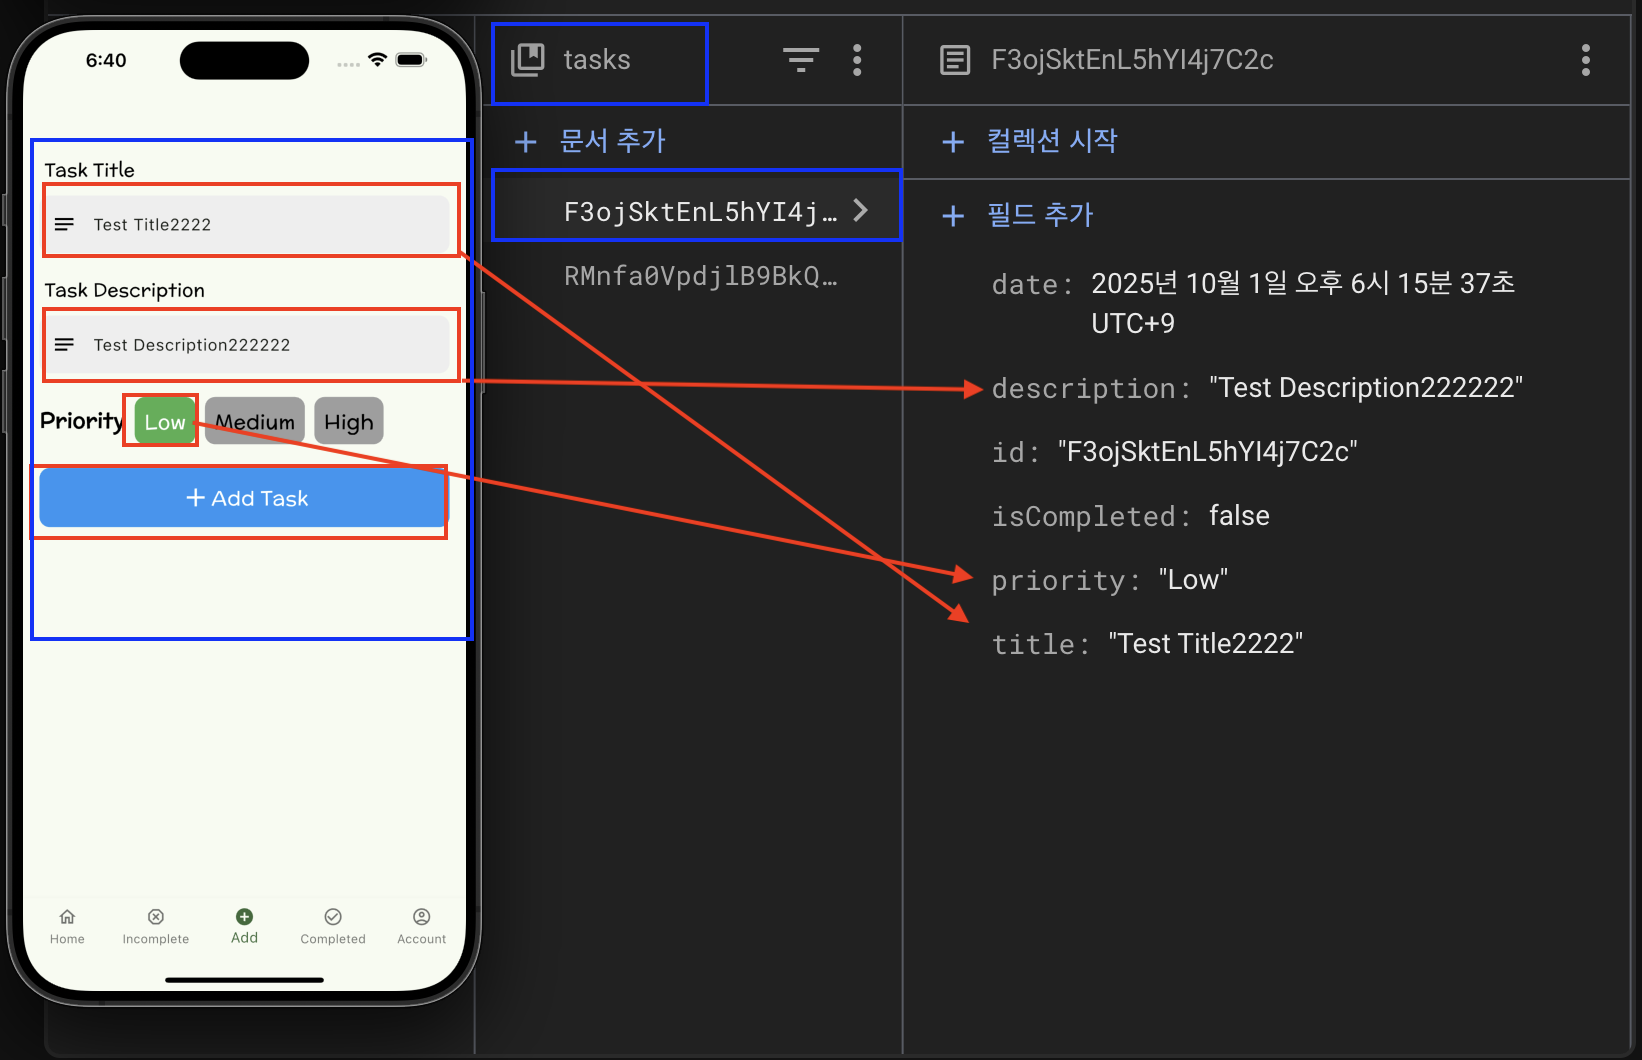 6:40
Task Title
Test Title2222
Task Description
Test Description222222
Priority Low Medium High
+ Add Task
Home Incomplete Add Completed Account
tasks
+ 문서 추가
F3ojSktEnL5hYI4j…
RMnfa0VpdjlB9BkQ…
F3ojSktEnL5hYI4j7C2c
+ 컬렉션 시작
+ 필드 추가
date: 2025년 10월 1일 오후 6시 15분 37초
UTC+9
description: "Test Description222222"
id: "F3ojSktEnL5hYI4j7C2c"
isCompleted: false
priority: "Low"
title: "Test Title2222"